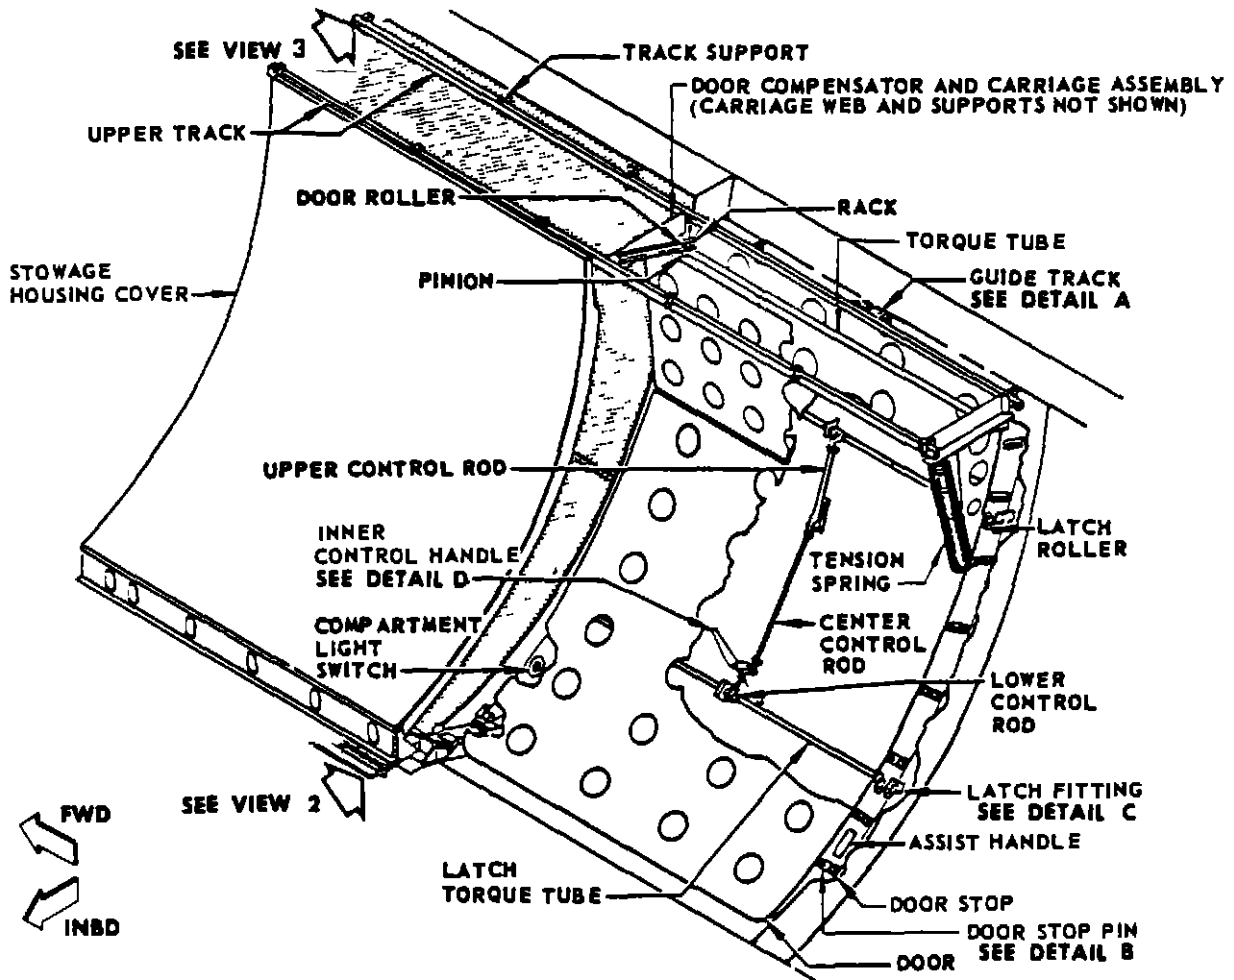 SEE VIEW 3
TRACK SUPPORT
DOOR COMPENSATOR AND CARRIAGE ASSEMBLY
(CARRIAGE WEB AND SUPPORTS NOT SHOWN)
UPPER TRACK
DOOR ROLLER
RACK
TORQUE TUBE
STOWAGE
HOUSING COVER
PINION
GUIDE TRACK
SEE DETAIL A
UPPER CONTROL ROD
INNER
CONTROL HANDLE
SEE DETAIL D
LATCH
ROLLER
TENSION
SPRING
COMPARTMENT
LIGHT
SWITCH
CENTER
CONTROL
ROD
LOWER
CONTROL
ROD
SEE VIEW 2
LATCH FITTING
SEE DETAIL C
FWD
ASSIST HANDLE
LATCH
TORQUE TUBE
DOOR STOP
INBD
DOOR STOP PIN
SEE DETAIL B
DOOR